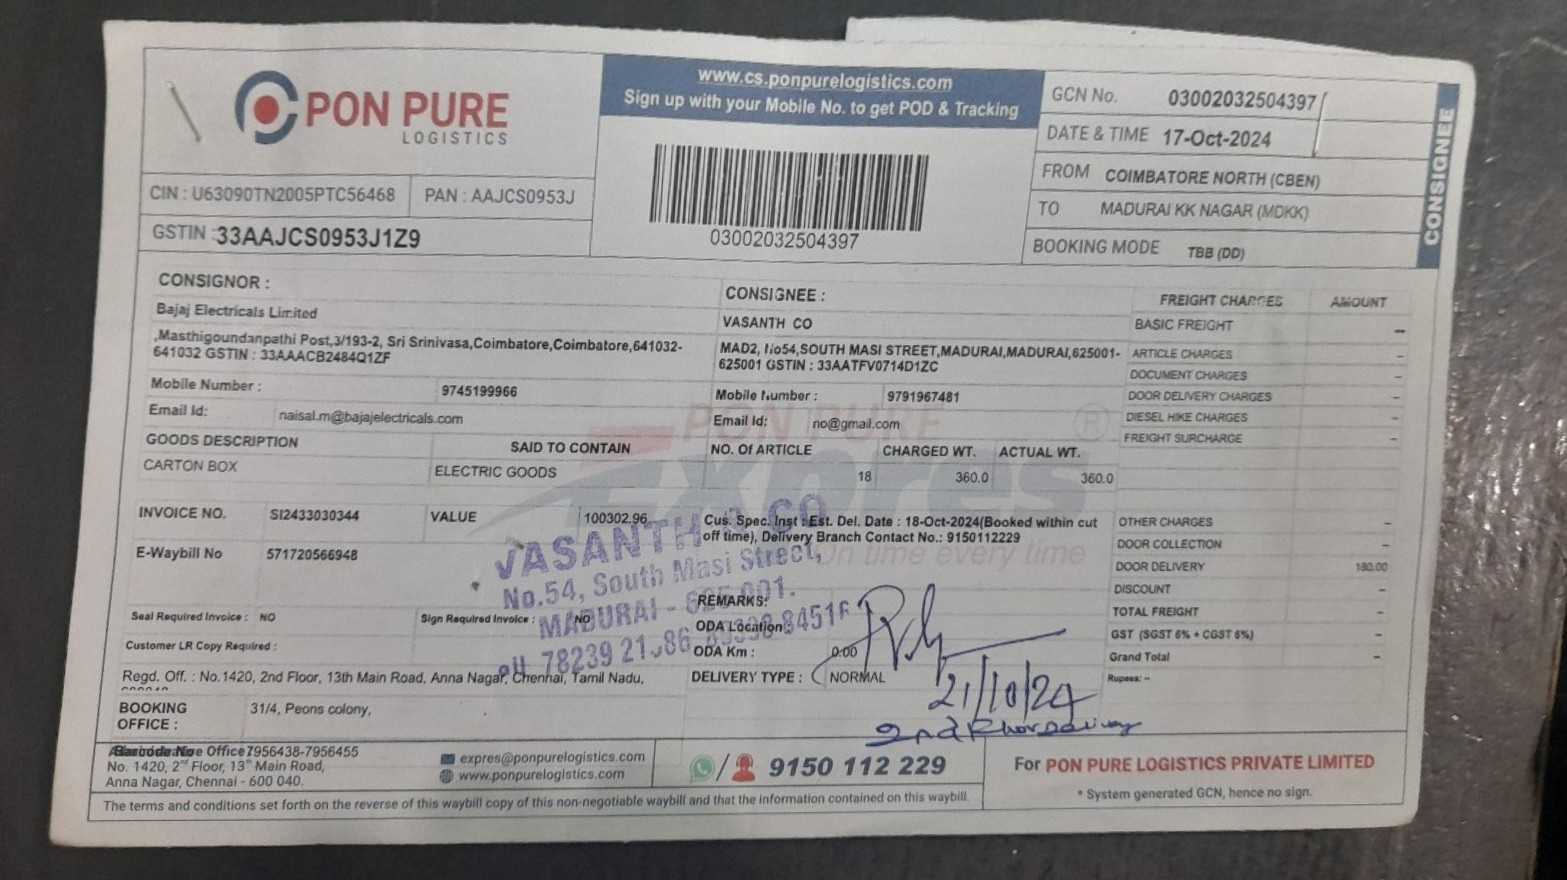 PON PURE
LOGISTICS
www.cs.ponpurelogistics.com
Sign up with your Mobile No. to get POD & Tracking
03002032504397
GCN No. 03002032504397
DATE & TIME 17-Oct-2024
FROM COIMBATORE NORTH (CBEN)
TO MADURAI KK NAGAR (MDKK)
BOOKING MODE TBB (DD)
CONSIGNEE
CIN : U63090TN2005PTC56468 PAN : AAJCS0953J
GSTIN : 33AAJCS0953J1Z9
CONSIGNOR :
Bajaj Electricals Limited
,Masthigoundanpathi Post,3/193-2, Sri Srinivasa,Coimbatore,Coimbatore,641032-
641032 GSTIN : 33AAACB2484Q1ZF
Mobile Number : 9745199966
Email Id: naisal.m@bajajelectricals.com
CONSIGNEE :
VASANTH CO
MAD2, No54,SOUTH MASI STREET,MADURAI,MADURAI,625001-
625001 GSTIN : 33AATFV0714D1ZC
Mobile Number : 9791967481
Email Id: no@gmail.com
GOODS DESCRIPTION SAID TO CONTAIN NO. Of ARTICLE CHARGED WT. ACTUAL WT.
CARTON BOX ELECTRIC GOODS 18 360.0 360.0
INVOICE NO. SI2433030344 VALUE 100302.96
E-Waybill No 571720566948
Cus. Spec. Inst : Est. Del. Date : 18-Oct-2024(Booked within cut
off time), Delivery Branch Contact No.: 9150112229
PON PURE
Expres
®
On time every time
Seal Required Invoice : NO Sign Required Invoice : NO
Customer LR Copy Required :
REMARKS:
ODA Location
ODA Km : 0.00
DELIVERY TYPE : NORMAL
VASANTH & CO
No.54, South Masi Street,
MADURAI - 625 001.
21/10/24
2nd
Regd. Off. : No.1420, 2nd Floor, 13th Main Road, Anna Nagar, Chennai, Tamil Nadu,
BOOKING
OFFICE : 31/4, Peons colony,
FREIGHT CHARGES AMOUNT
BASIC FREIGHT --
ARTICLE CHARGES -
DOCUMENT CHARGES -
DOOR DELIVERY CHARGES -
DIESEL HIKE CHARGES -
FREIGHT SURCHARGE -
OTHER CHARGES -
DOOR COLLECTION -
DOOR DELIVERY 180.00
DISCOUNT -
TOTAL FREIGHT -
GST (SGST 6% + CGST 6%) -
Grand Total -
Rupees: --
Barcode No 7956438-7956455
No. 1420, 2nd Floor, 13th Main Road,
Anna Nagar, Chennai - 600 040.
expres@ponpurelogistics.com
www.ponpurelogistics.com
/ 9150 112 229
For PON PURE LOGISTICS PRIVATE LIMITED
* System generated GCN, hence no sign.
The terms and conditions set forth on the reverse of this waybill copy of this non-negotiable waybill and that the information contained on this waybill.